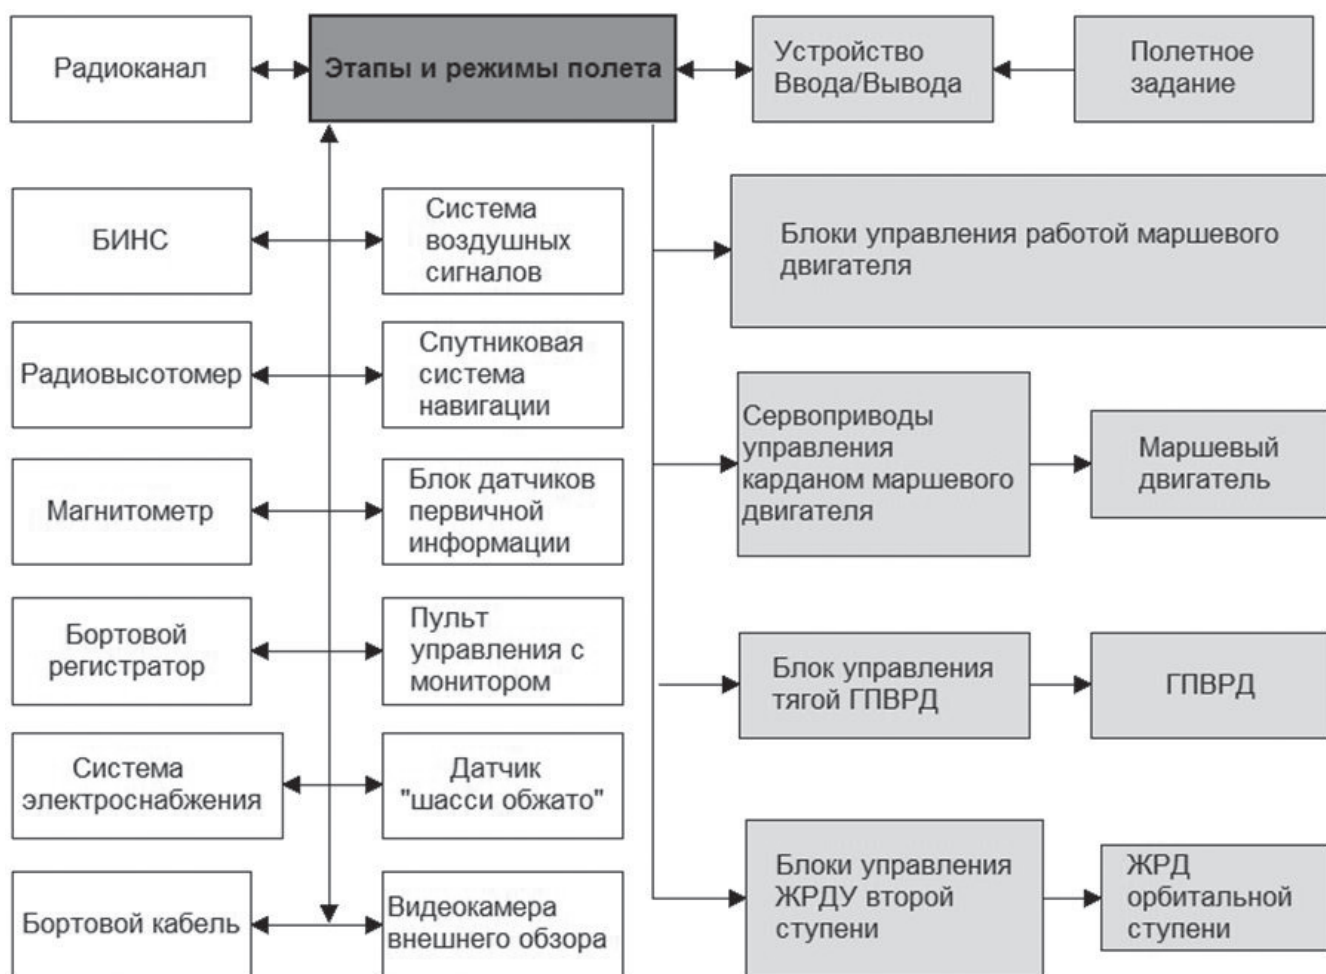 Радиоканал
Этапы и режимы полета
Устройство
Ввода/Вывода
Полетное
задание
БИНС
Система
воздушных
сигналов
Блоки управления работой маршевого
двигателя
Радиовысотомер
Спутниковая
система
навигации
Сервоприводы
управления
карданом маршевого
двигателя
Маршевый
двигатель
Магнитометр
Блок датчиков
первичной
информации
Бортовой
регистратор
Пульт
управления с
монитором
Блок управления
тягой ГПВРД
ГПВРД
Система
электроснабжения
Датчик
"шасси обжато"
Блоки управления
ЖРДУ второй
ступени
ЖРД
орбитальной
ступени
Бортовой кабель
Видеокамера
внешнего обзора